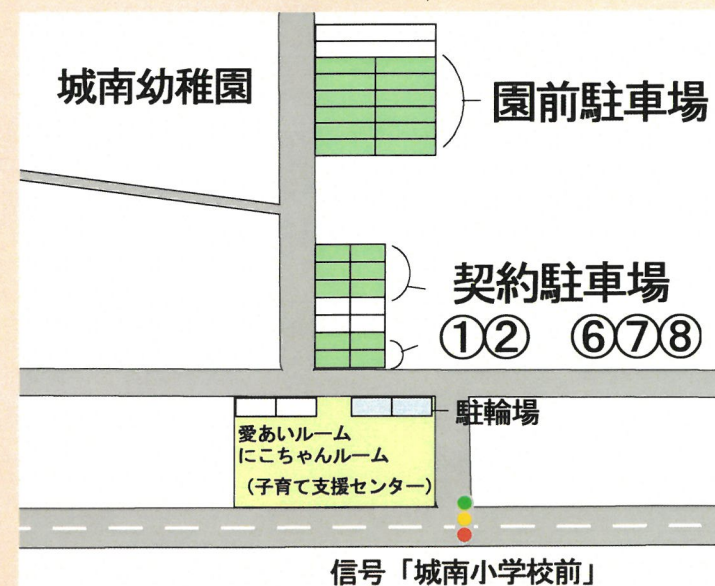 城南幼稚園
園前駐車場
契約駐車場
①② ⑥⑦⑧
駐輪場
愛あいルーム
にこちゃんルーム
（子育て支援センター）
信号「城南小学校前」